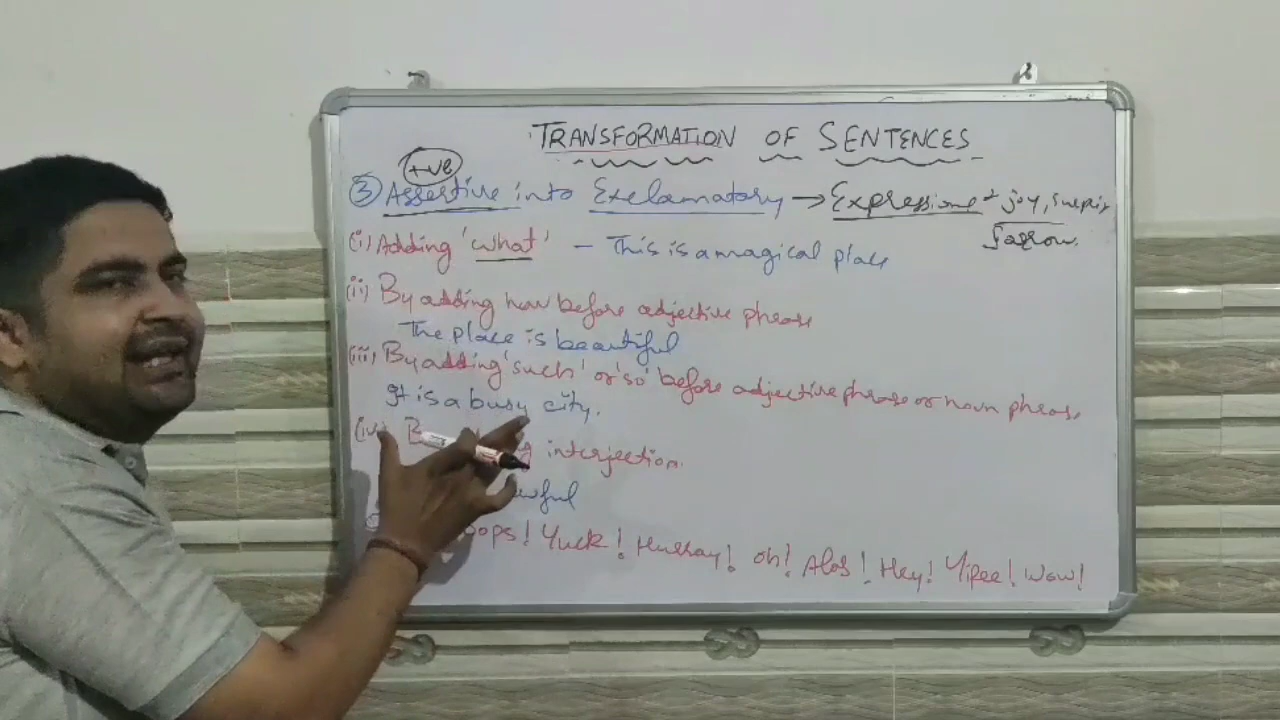 TRANSFORMATION OF SENTENCES
+ve
③ Assertive into Exclamatory → Expressions of joy,
Sorrow.
(i) Adding 'what' - This is a magical place
(ii) By adding how before adjective phrase
The place is beautiful
(iii) By adding 'such' or 'so' before adjective phrase or noun phrase.
It is a busy city.
(iv) interjection.
oops! Yuck! Hurray! Oh! Alas! Hey! Yipee! Wow!